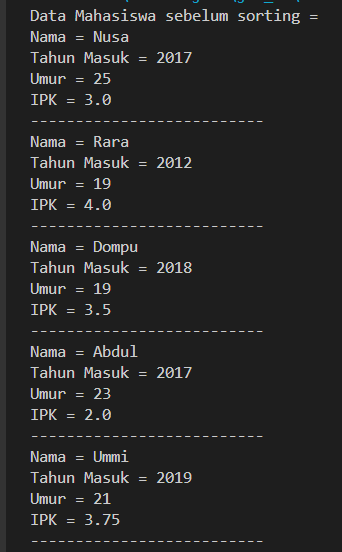 Data Mahasiswa sebelum sorting =
Nama = Nusa
Tahun Masuk = 2017
Umur = 25
IPK = 3.0
--------------------------
Nama = Rara
Tahun Masuk = 2012
Umur = 19
IPK = 4.0
--------------------------
Nama = Dompu
Tahun Masuk = 2018
Umur = 19
IPK = 3.5
--------------------------
Nama = Abdul
Tahun Masuk = 2017
Umur = 23
IPK = 2.0
--------------------------
Nama = Ummi
Tahun Masuk = 2019
Umur = 21
IPK = 3.75
--------------------------